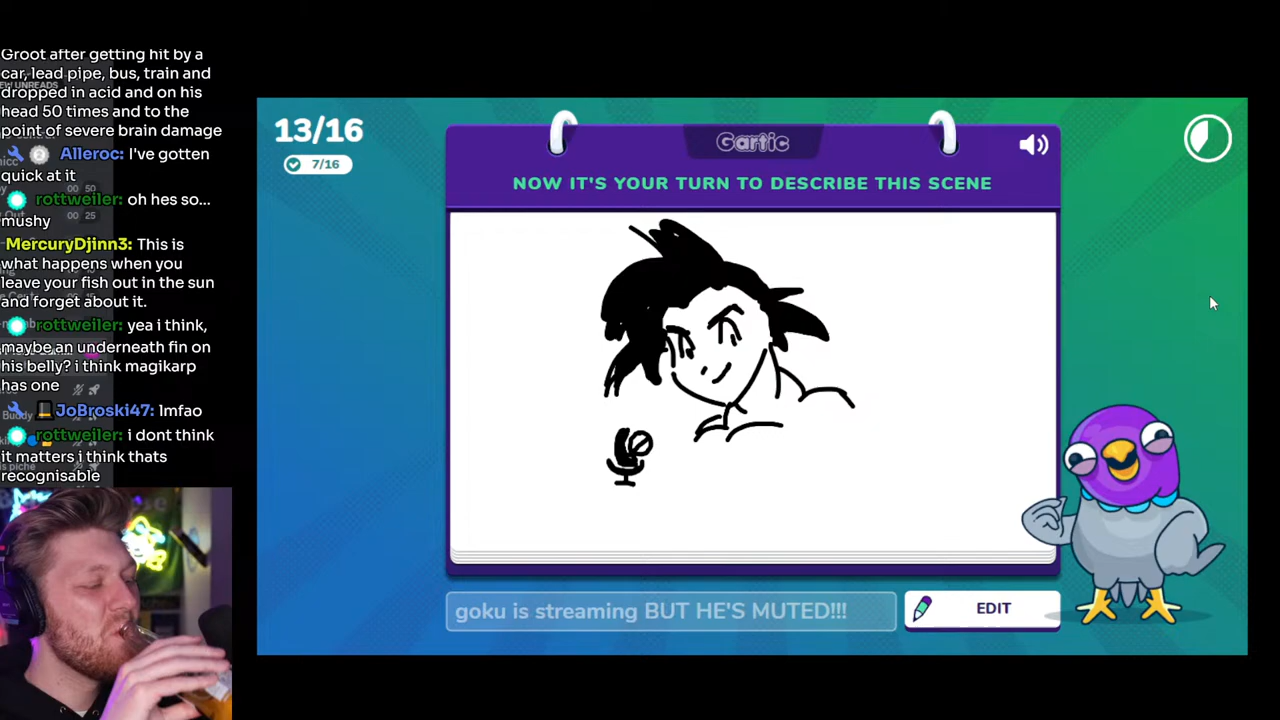 Groot after getting hit by a
car, lead pipe, bus, train and
dropped in acid and on his
head 50 times and to the
point of severe brain damage
Alleroc: I've gotten
quick at it
rottweiler: oh hes so...
mushy
MercuryDjinn3: This is
what happens when you
leave your fish out in the sun
and forget about it.
rottweiler: yea i think,
maybe an underneath fin on
his belly? i think magikarp
has one
JoBroski47: lmfao
rottweiler: i dont think
it matters i think thats
recognisable
13/16
7/16
Gartic
NOW IT'S YOUR TURN TO DESCRIBE THIS SCENE
goku is streaming BUT HE'S MUTED!!!
EDIT